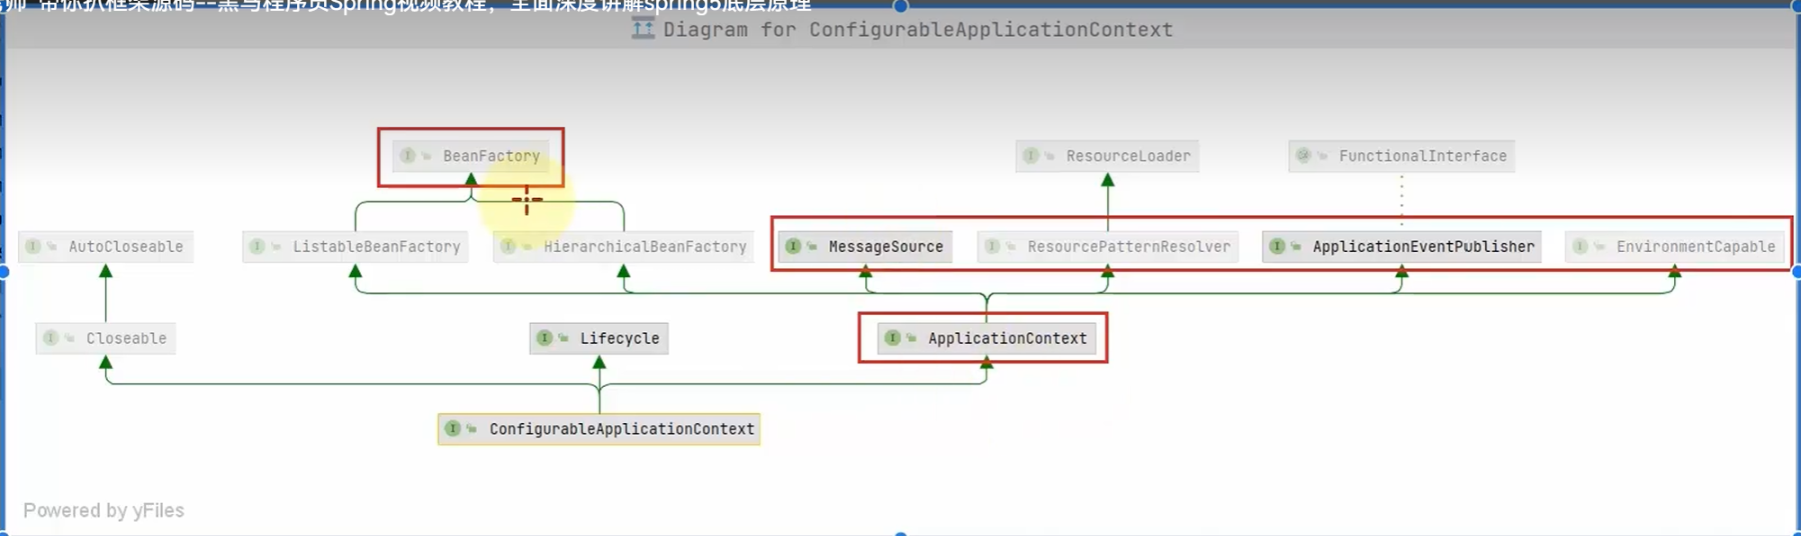 带你扒框架源码--黑马程序员Spring视频教程，全面深度讲解spring5底层原理
Diagram for ConfigurableApplicationContext
BeanFactory
ResourceLoader
FunctionalInterface
AutoCloseable
ListableBeanFactory
HierarchicalBeanFactory
MessageSource
ResourcePatternResolver
ApplicationEventPublisher
EnvironmentCapable
Closeable
Lifecycle
ApplicationContext
ConfigurableApplicationContext
Powered by yFiles